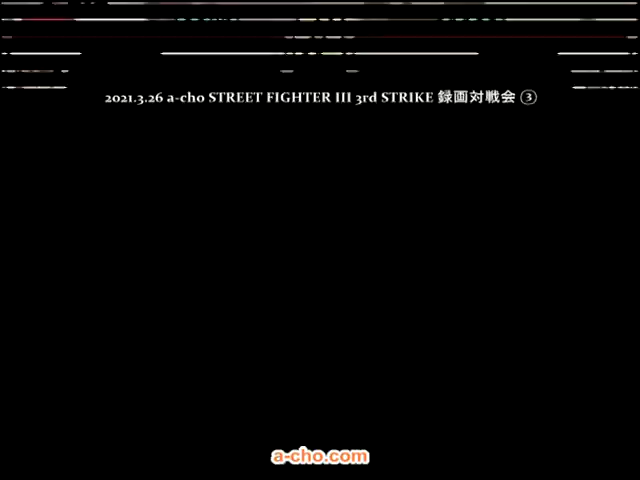 2021.3.26 a-cho STREET FIGHTER III 3rd STRIKE 録画対戦会 ③
a-cho.com